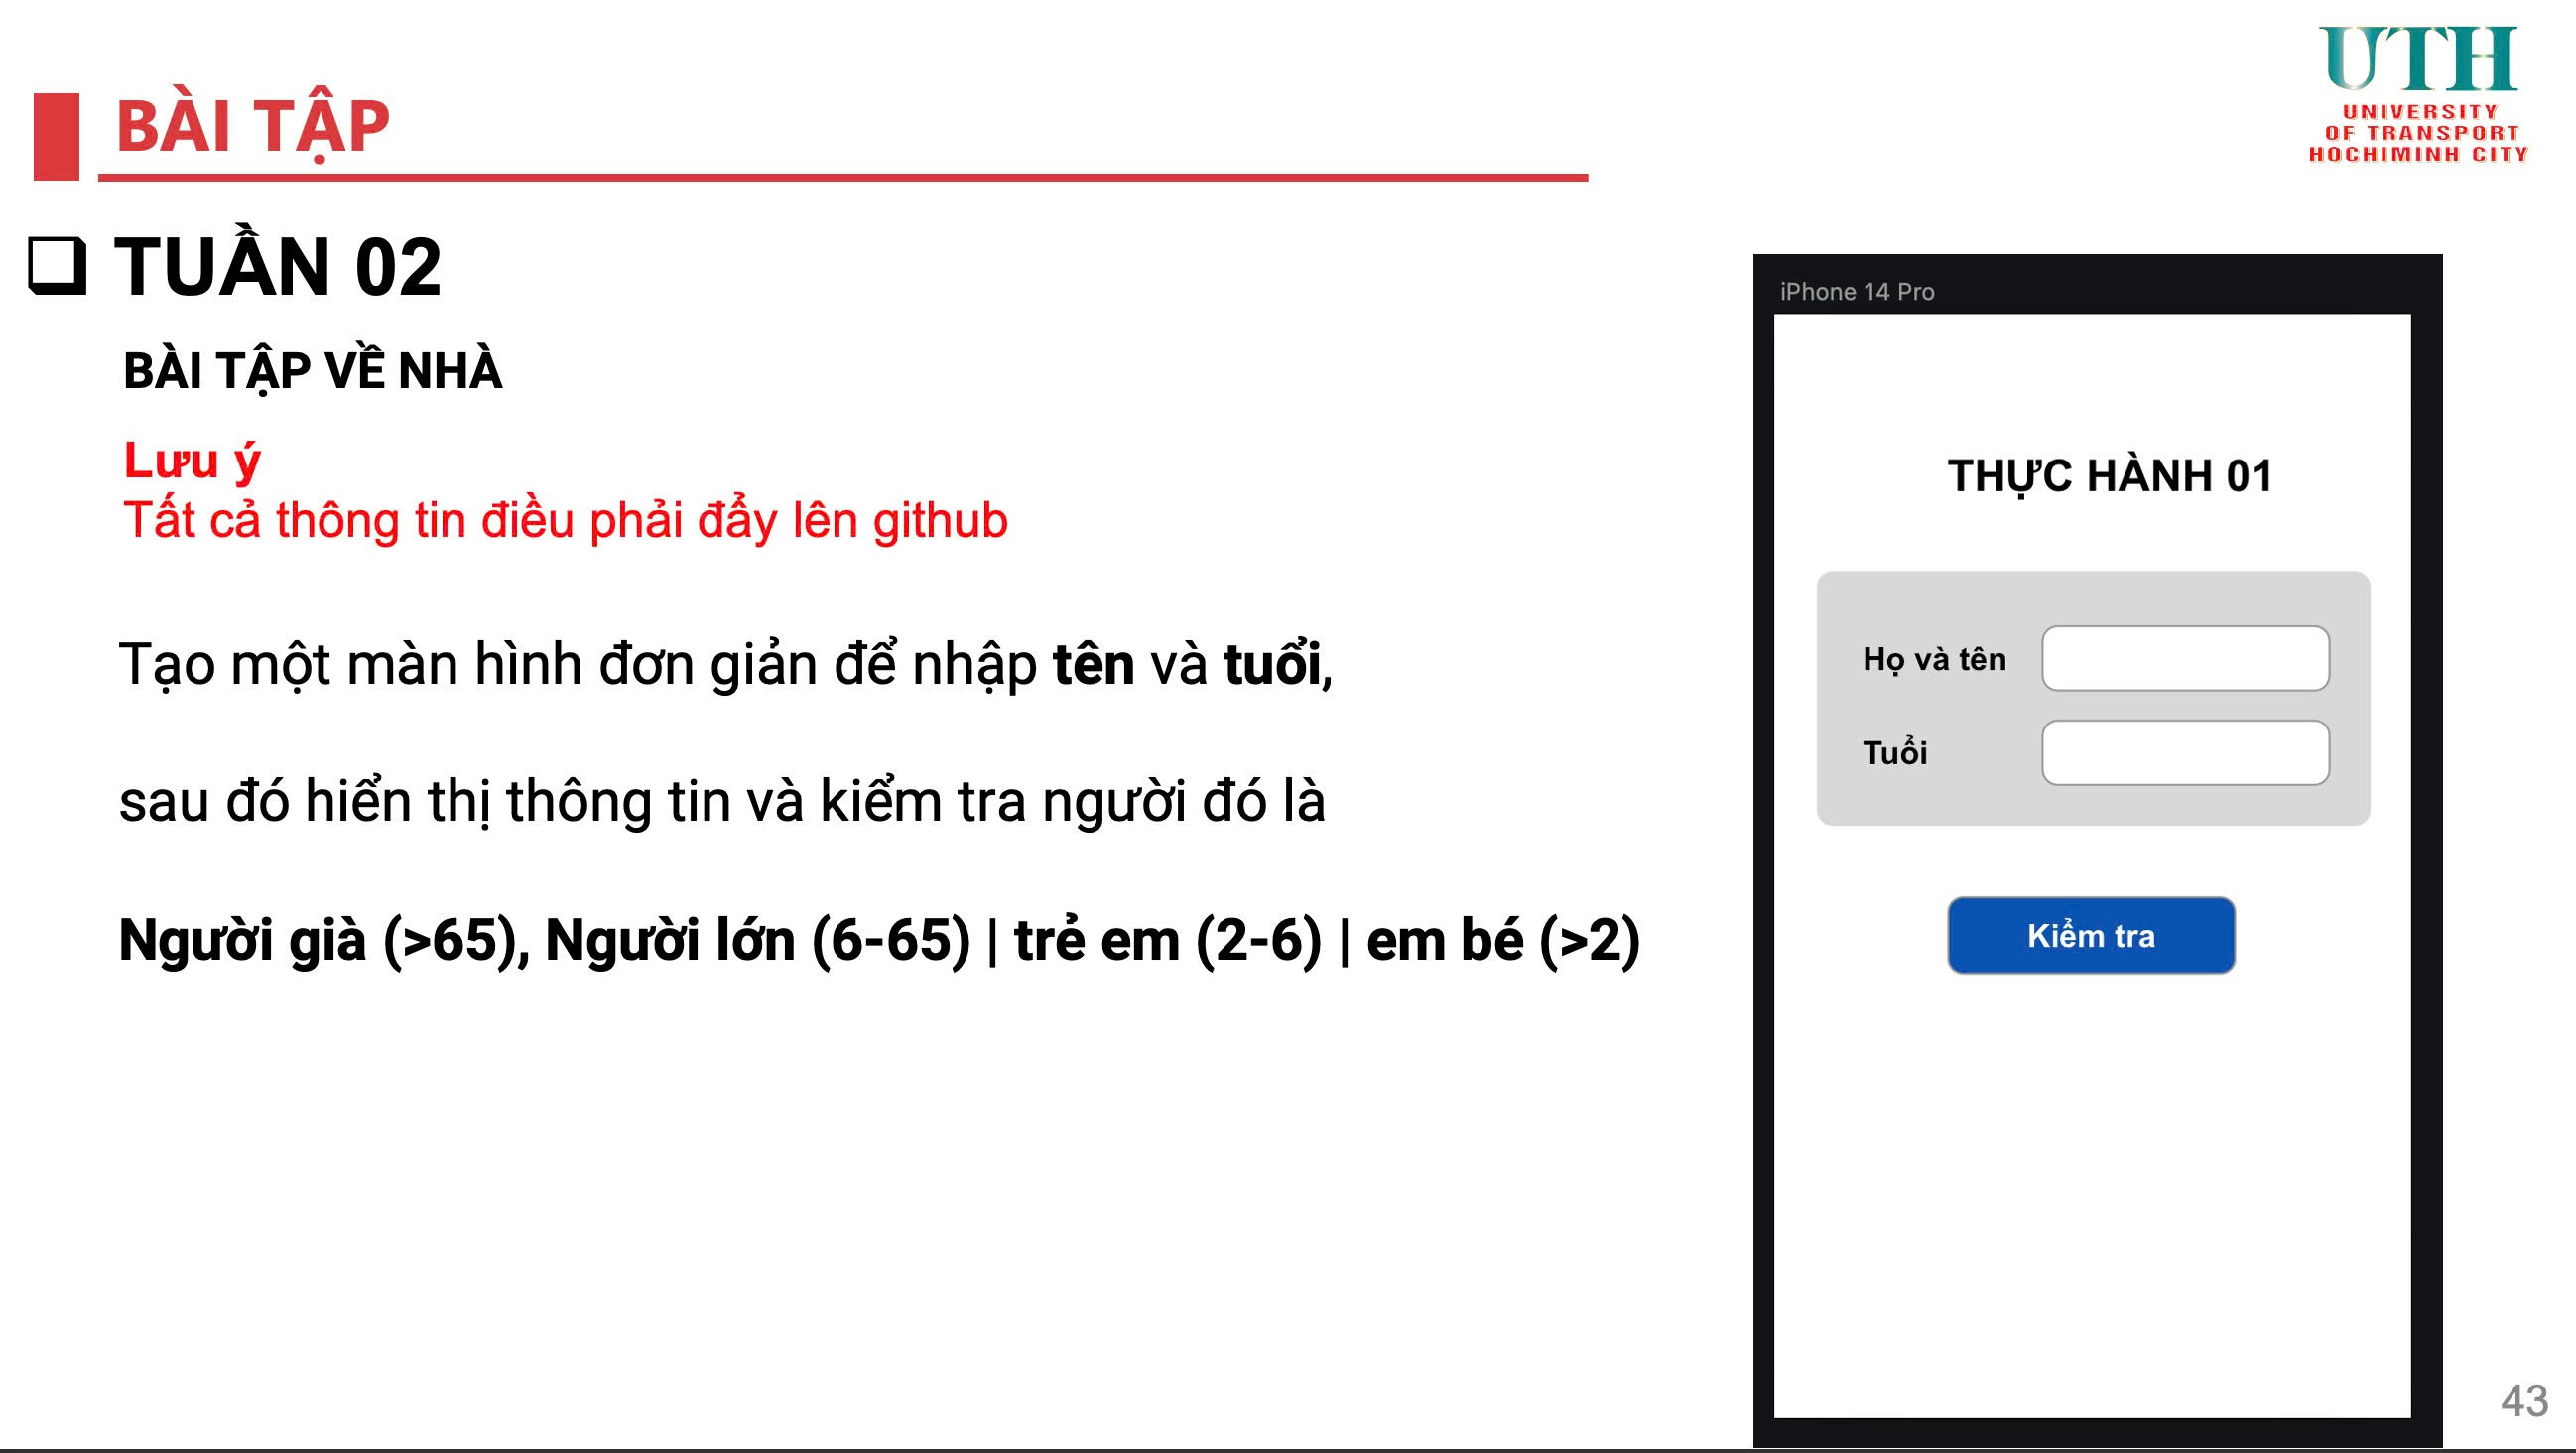 BÀI TẬP
UTH
UNIVERSITY
OF TRANSPORT
HOCHIMINH CITY
TUẦN 02
BÀI TẬP VỀ NHÀ
Lưu ý
Tất cả thông tin điều phải đẩy lên github
Tạo một màn hình đơn giản để nhập tên và tuổi,
sau đó hiển thị thông tin và kiểm tra người đó là
Người già (>65), Người lớn (6-65) | trẻ em (2-6) | em bé (>2)
iPhone 14 Pro
THỰC HÀNH 01
Họ và tên
Tuổi
Kiểm tra
43